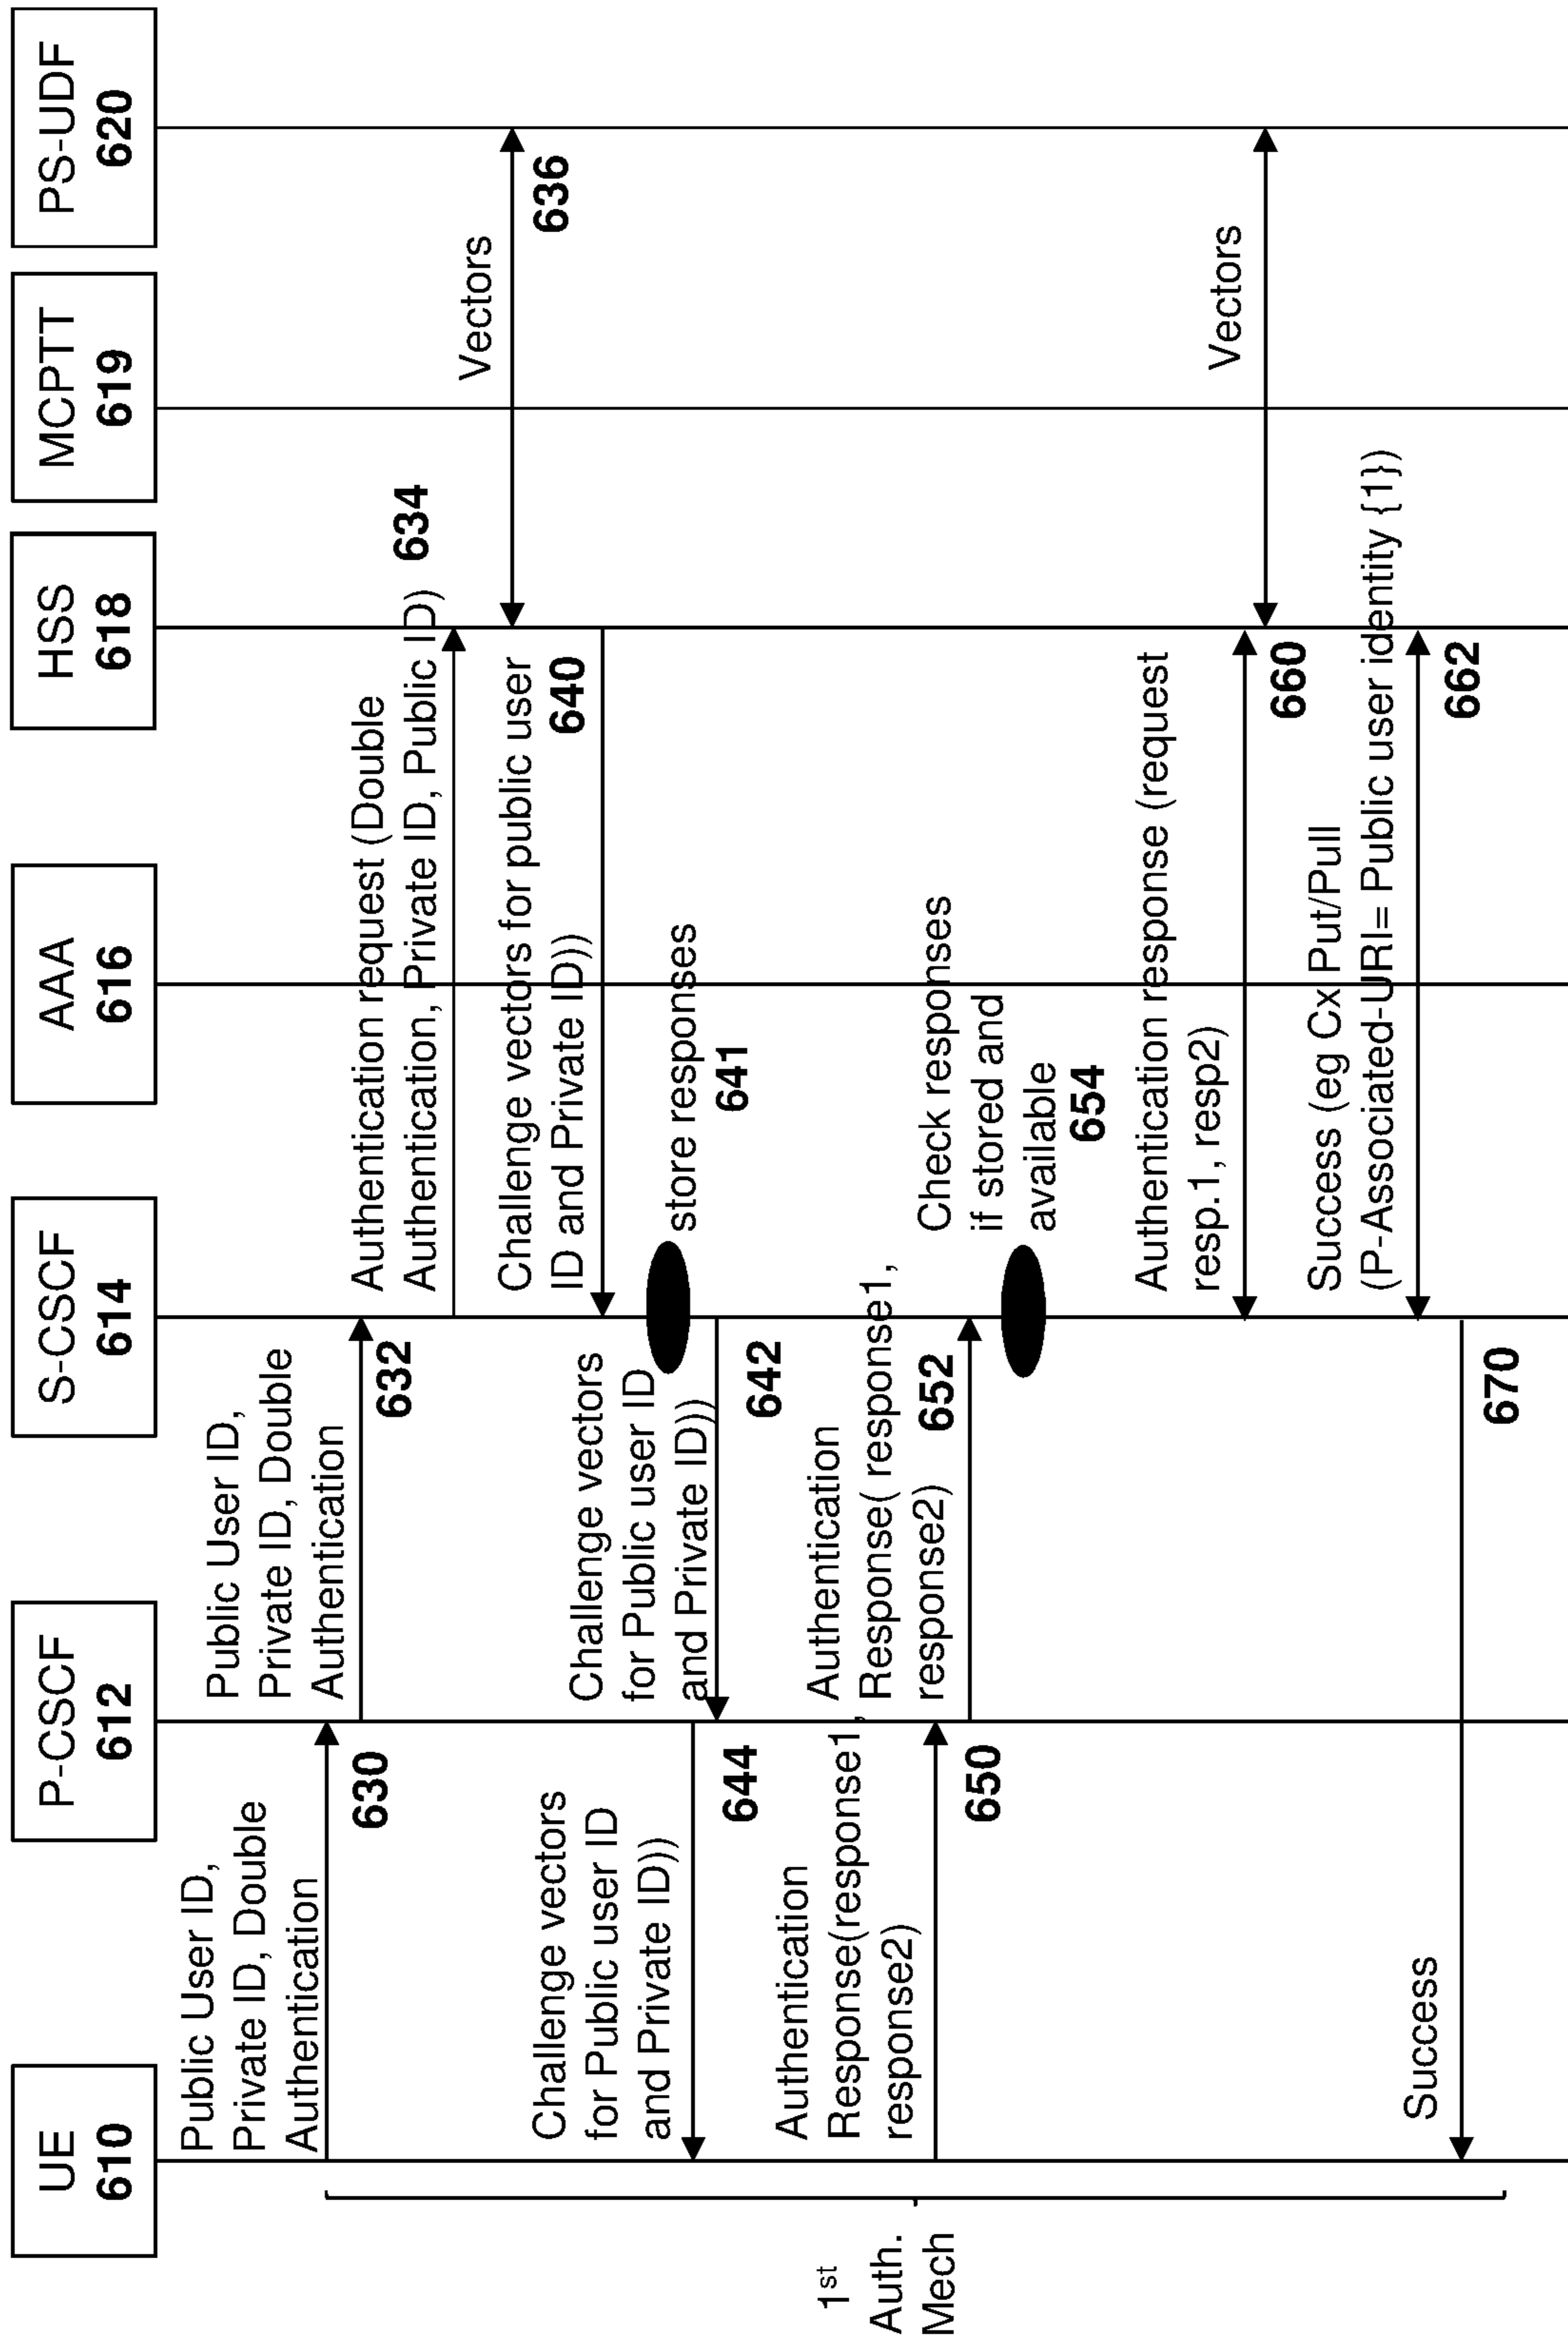 UE
610
P-CSCF
612
S-CSCF
614
AAA
616
HSS
618
MCPTT
619
PS-UDF
620
Public User ID,
Private ID, Double
Authentication
630
Public User ID,
Private ID, Double
Authentication
632
Authentication request (Double
Authentication, Private ID, Public ID)
634
Vectors
636
Challenge vectors for public user
ID and Private ID))
640
store responses
641
Challenge vectors
for Public user ID
and Private ID))
642
Challenge vectors
for Public user ID
and Private ID))
644
Authentication
Response(response1,
response2)
650
Authentication
Response( response1,
response2)
652
Check responses
if stored and
available
654
Authentication response (request
resp.1, resp2)
660
Vectors
Success (eg Cx Put/Pull
(P-Associated-URI= Public user identity {1})
662
Success
670
1st
Auth.
Mech